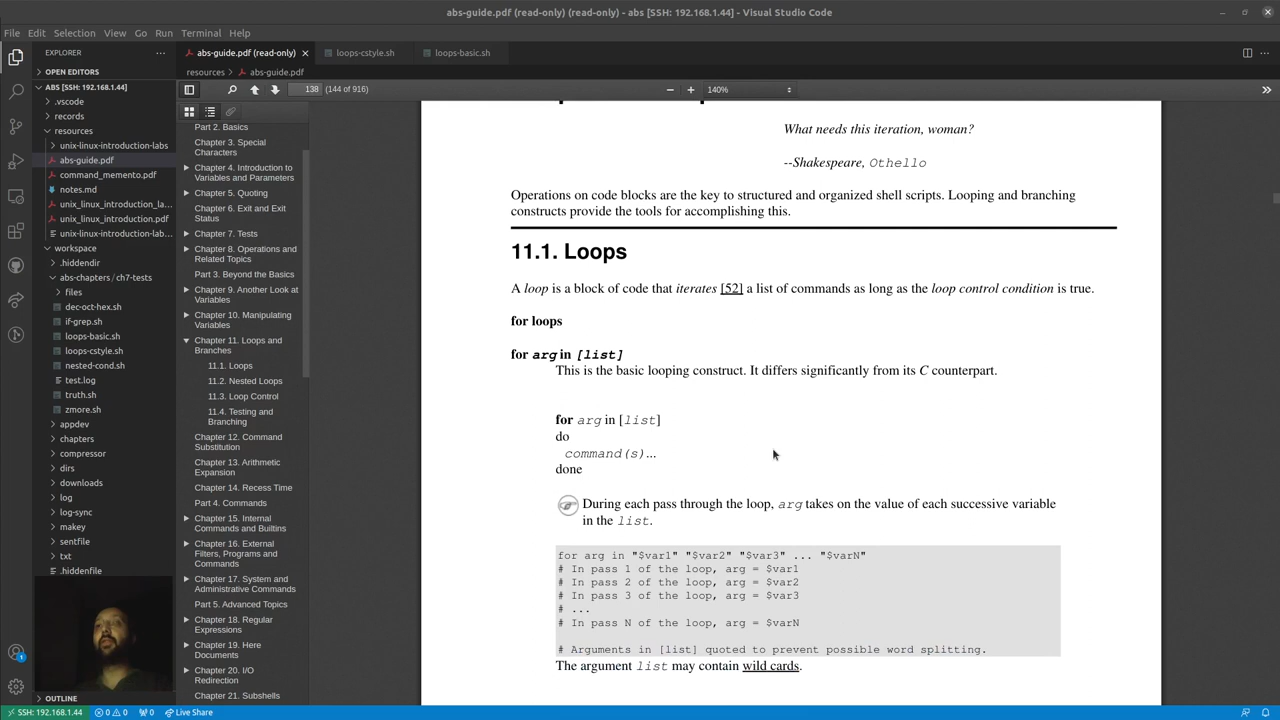 abs-guide.pdf (read-only) (read-only) - abs [SSH: 192.168.1.44] - Visual Studio Code
File Edit Selection View Go Run Terminal Help
EXPLORER
OPEN EDITORS
ABS [SSH: 192.168.1.44]
.vscode
records
resources
unix-linux-introduction-labs
abs-guide.pdf
command_memento.pdf
notes.md
unix_linux_introduction_la...
unix_linux_introduction.pdf
unix-linux-introduction-lab...
workspace
.hiddendir
abs-chapters / ch7-tests
files
dec-oct-hex.sh
if-grep.sh
loops-basic.sh
loops-cstyle.sh
nested-cond.sh
test.log
truth.sh
zmore.sh
appdev
chapters
compressor
dirs
downloads
log
log-sync
makey
sentfile
txt
.hiddenfile
OUTLINE
abs-guide.pdf (read-only) loops-cstyle.sh loops-basic.sh
resources > abs-guide.pdf
138 (144 of 916) 140%
Part 2. Basics
Chapter 3. Special
Characters
Chapter 4. Introduction to
Variables and Parameters
Chapter 5. Quoting
Chapter 6. Exit and Exit
Status
Chapter 7. Tests
Chapter 8. Operations and
Related Topics
Part 3. Beyond the Basics
Chapter 9. Another Look at
Variables
Chapter 10. Manipulating
Variables
Chapter 11. Loops and
Branches
11.1. Loops
11.2. Nested Loops
11.3. Loop Control
11.4. Testing and
Branching
Chapter 12. Command
Substitution
Chapter 13. Arithmetic
Expansion
Chapter 14. Recess Time
Part 4. Commands
Chapter 15. Internal
Commands and Builtins
Chapter 16. External
Filters, Programs and
Commands
Chapter 17. System and
Administrative Commands
Part 5. Advanced Topics
Chapter 18. Regular
Expressions
Chapter 19. Here
Documents
Chapter 20. I/O
Redirection
Chapter 21. Subshells
What needs this iteration, woman?
--Shakespeare, Othello
Operations on code blocks are the key to structured and organized shell scripts. Looping and branching
constructs provide the tools for accomplishing this.
11.1. Loops
A loop is a block of code that iterates [52] a list of commands as long as the loop control condition is true.
for loops
for arg in [list]
This is the basic looping construct. It differs significantly from its C counterpart.
for arg in [list]
do
command(s)...
done
During each pass through the loop, arg takes on the value of each successive variable
in the list.
for arg in "$var1" "$var2" "$var3" ... "$varN"
# In pass 1 of the loop, arg = $var1
# In pass 2 of the loop, arg = $var2
# In pass 3 of the loop, arg = $var3
# ...
# In pass N of the loop, arg = $varN
# Arguments in [list] quoted to prevent possible word splitting.
The argument list may contain wild cards.
SSH: 192.168.1.44 0 0 0 Live Share